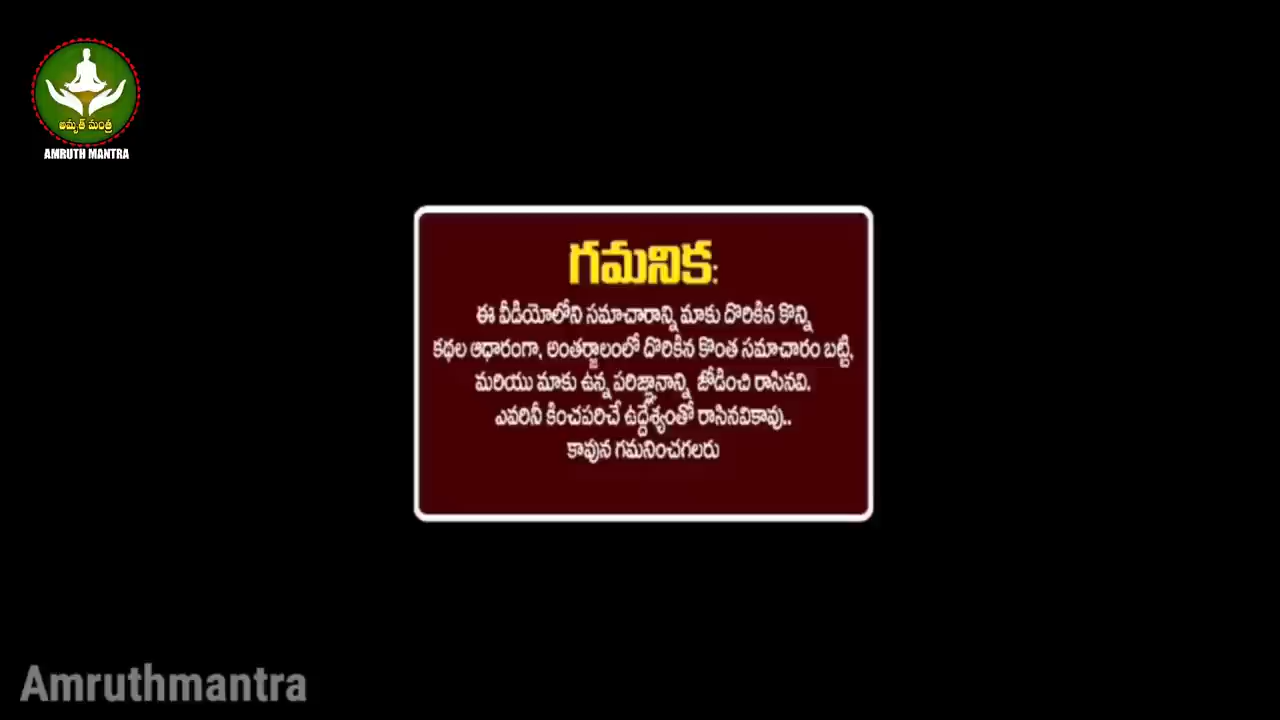 అమృత్ మంత్ర
AMRUTH MANTRA
గమనిక:
ఈ వీడియోలోని సమాచారాన్ని మాకు దొరికిన కొన్ని
కథల ఆధారంగా, అంతర్జాలంలో దొరికిన కొంత సమాచారం బట్టి,
మరియు మాకు ఉన్న పరిజ్ఞానాన్ని జోడించి రాసినవి.
ఎవరినీ కించపరిచే ఉద్దేశ్యంతో రాసినవికావు..
కావున గమనించగలరు
Amruthmantra